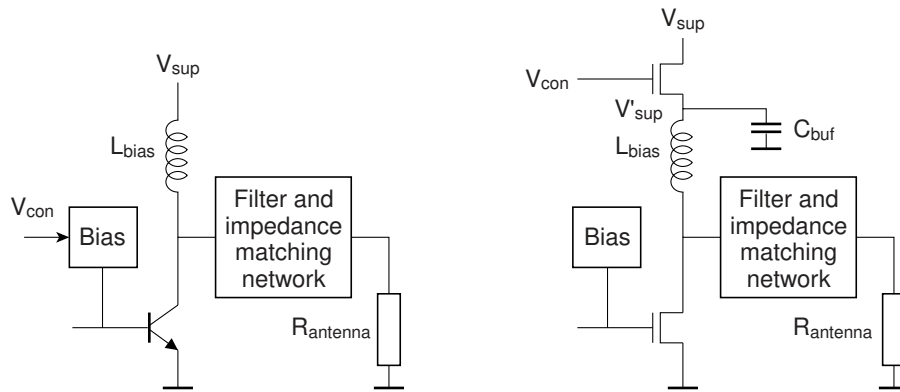 V_sup
L_bias
V_con
Bias
Filter and
impedance
matching
network
R_antenna
V_sup
V_con
V'_sup
C_buf
L_bias
Bias
Filter and
impedance
matching
network
R_antenna